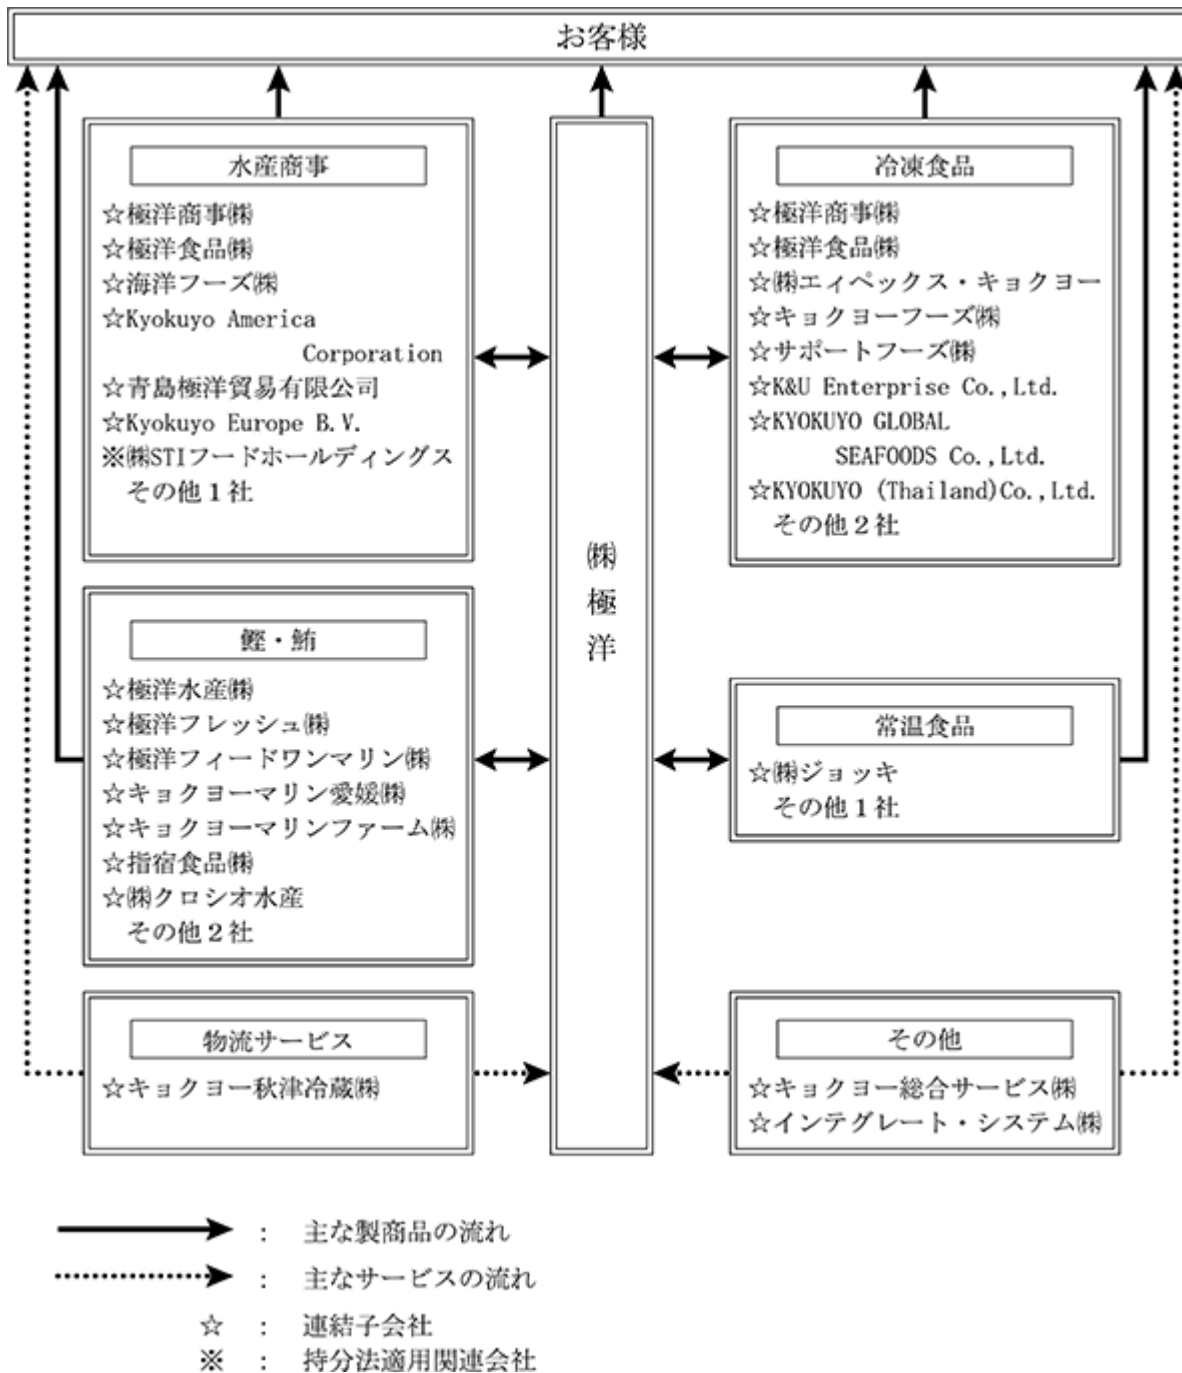 お客様
水産商事
☆極洋商事㈱
☆極洋食品㈱
☆海洋フーズ㈱
☆Kyokuyo America
Corporation
☆青島極洋貿易有限公司
☆Kyokuyo Europe B.V.
※㈱STIフードホールディングス
その他１社
鰹・鮪
☆極洋水産㈱
☆極洋フレッシュ㈱
☆極洋フィードワンマリン㈱
☆キョクヨーマリン愛媛㈱
☆キョクヨーマリンファーム㈱
☆指宿食品㈱
☆㈱クロシオ水産
その他２社
物流サービス
☆キョクヨー秋津冷蔵㈱
㈱極洋
冷凍食品
☆極洋商事㈱
☆極洋食品㈱
☆㈱エィペックス・キョクヨー
☆キョクヨーフーズ㈱
☆サポートフーズ㈱
☆K&U Enterprise Co.,Ltd.
☆KYOKUYO GLOBAL
SEAFOODS Co.,Ltd.
☆KYOKUYO (Thailand)Co.,Ltd.
その他２社
常温食品
☆㈱ジョッキ
その他１社
その他
☆キョクヨー総合サービス㈱
☆インテグレート・システム㈱
： 主な製商品の流れ
： 主なサービスの流れ
☆ ： 連結子会社
※ ： 持分法適用関連会社